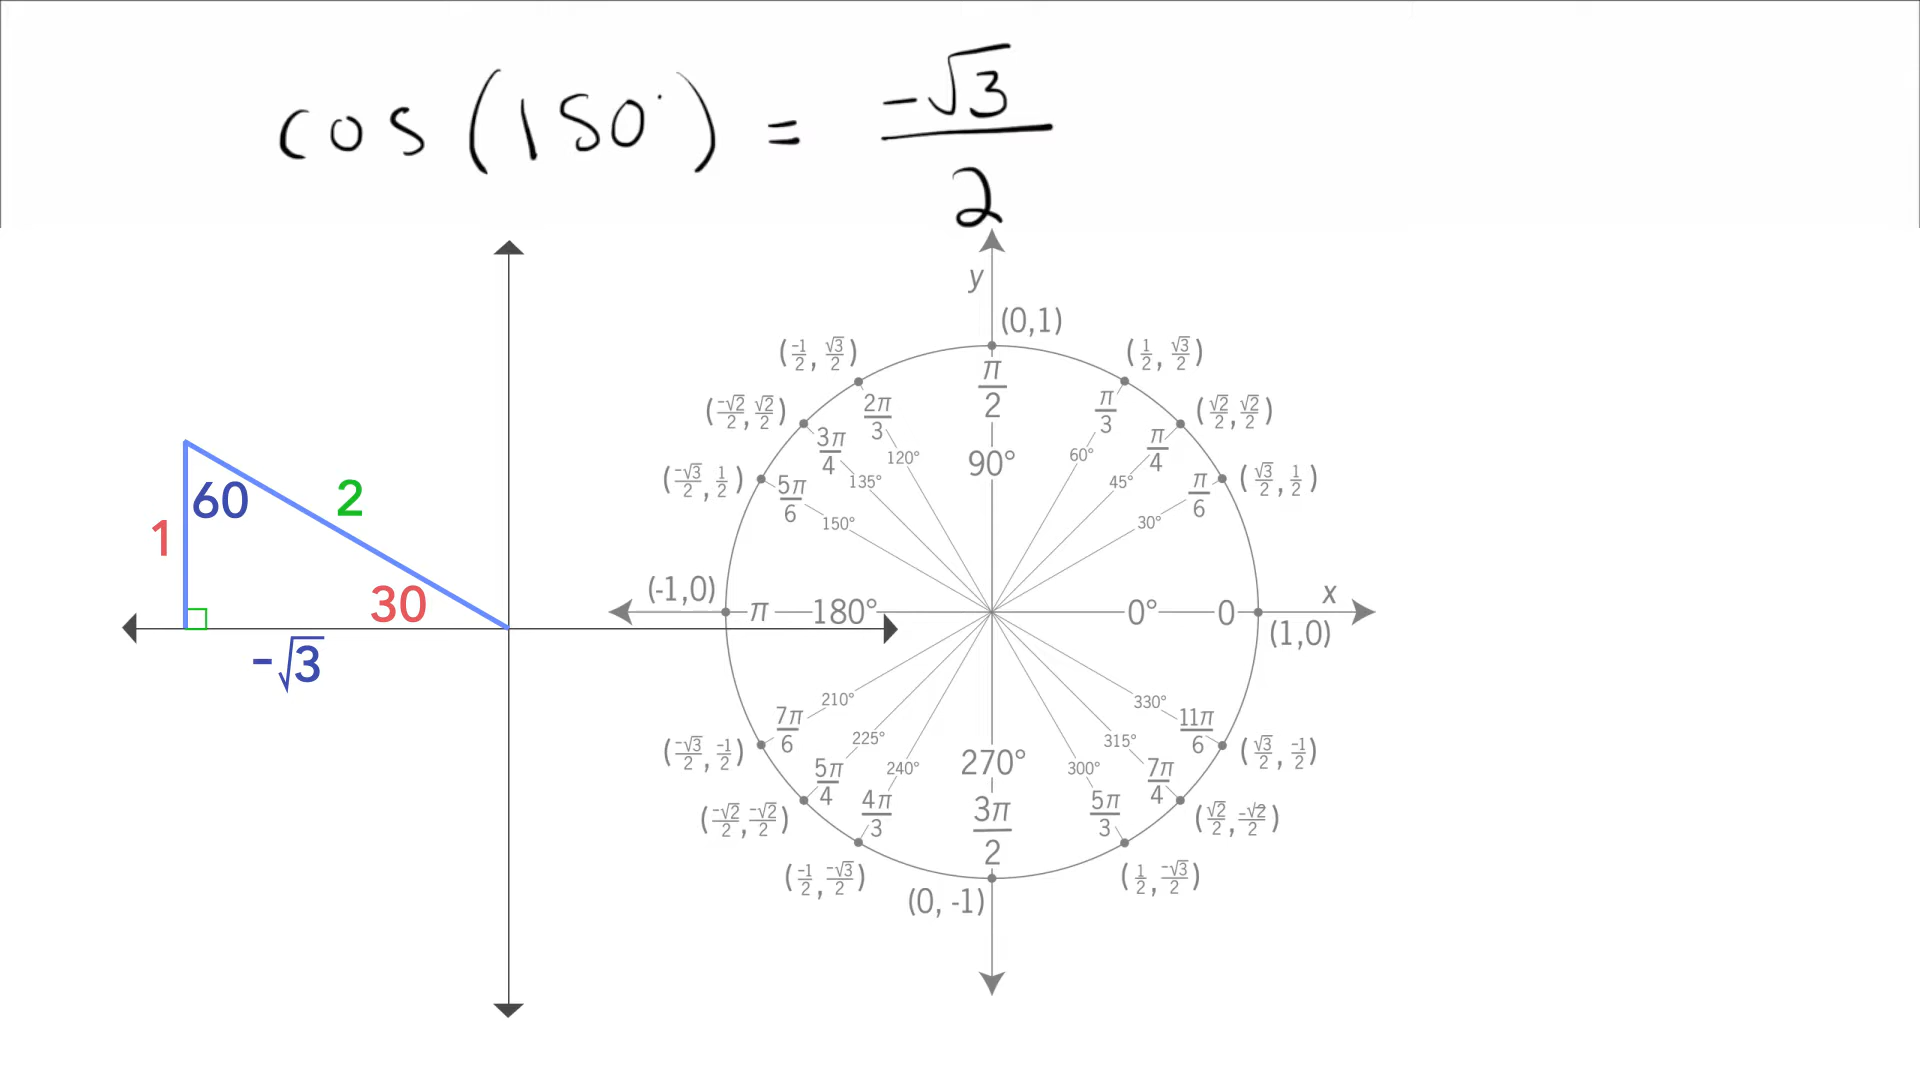 cos(150°) = -√3/2
y
(0,1)
(-1/2, √3/2)
(1/2, √3/2)
π/2
(-√2/2, √2/2)
2π/3
π/3
(√2/2, √2/2)
3π/4
π/4
120°
90°
60°
(-√3/2, 1/2)
5π/6
135°
45°
π/6
(√3/2, 1/2)
150°
30°
60
2
1
30
-√3
(-1,0)
π
180°
0°
0
x
(1,0)
210°
330°
7π/6
11π/6
(-√3/2, -1/2)
225°
315°
(√3/2, -1/2)
5π/4
240°
270°
300°
7π/4
(-√2/2, -√2/2)
4π/3
3π/2
5π/3
(√2/2, -√2/2)
(-1/2, -√3/2)
(0, -1)
(1/2, -√3/2)